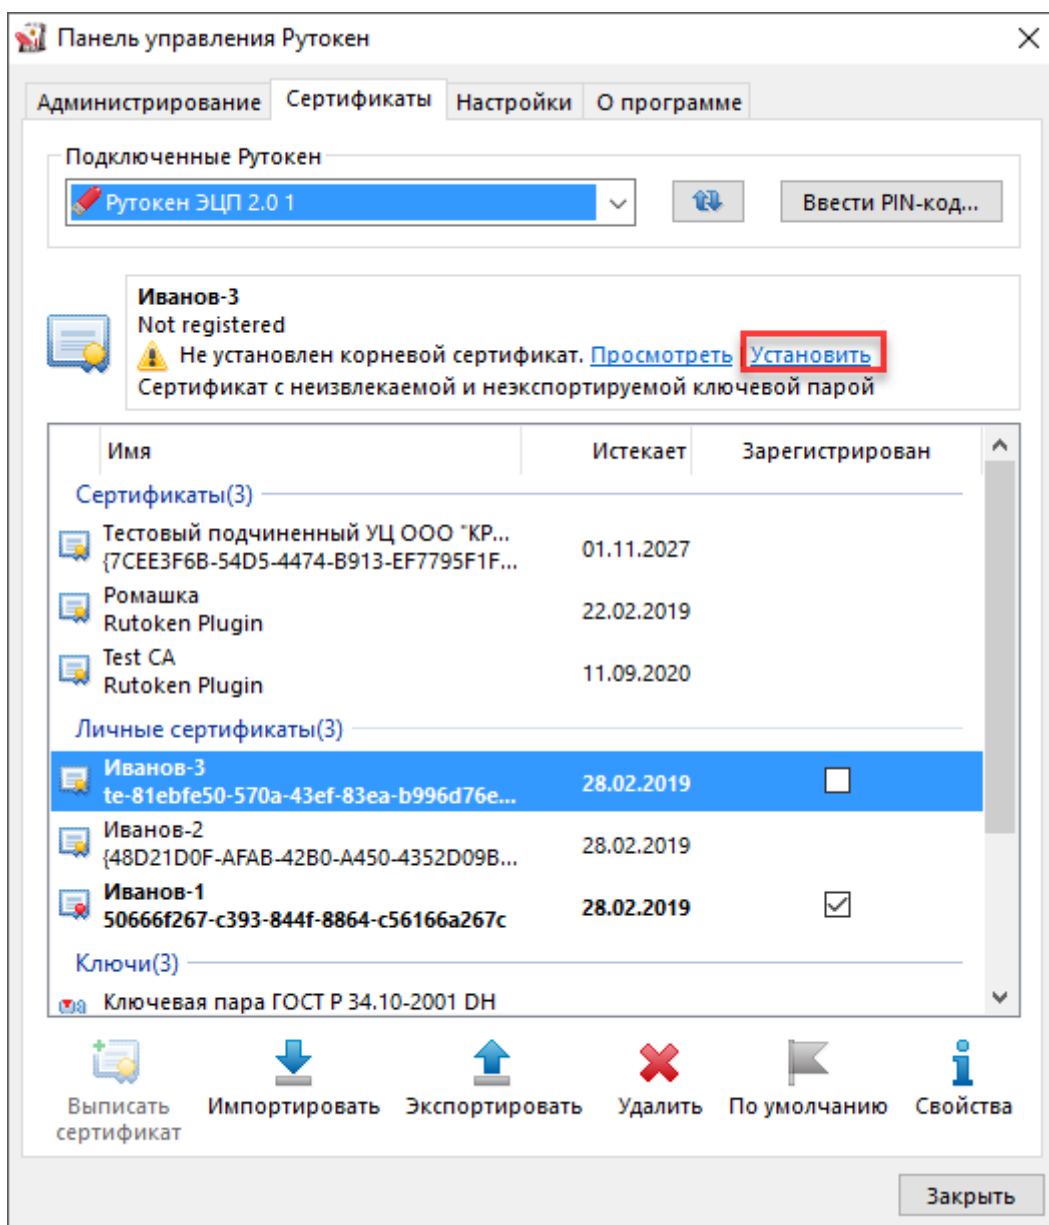 Панель управления Рутокен
Администрирование Сертификаты Настройки О программе
Подключенные Рутокен
Рутокен ЭЦП 2.0 1 Ввести PIN-код...
Иванов-3
Not registered
Не установлен корневой сертификат. Просмотреть Установить
Сертификат с неизвлекаемой и неэкспортируемой ключевой парой
Имя Истекает Зарегистрирован
Сертификаты(3)
Тестовый подчиненный УЦ ООО "КР...
{7CEE3F6B-54D5-4474-B913-EF7795F1F... 01.11.2027
Ромашка
Rutoken Plugin 22.02.2019
Test CA
Rutoken Plugin 11.09.2020
Личные сертификаты(3)
Иванов-3
te-81ebfe50-570a-43ef-83ea-b996d76e... 28.02.2019
Иванов-2
{48D21D0F-AFAB-42B0-A450-4352D09B... 28.02.2019
Иванов-1
50666f267-c393-844f-8864-c56166a267c 28.02.2019
Ключи(3)
Ключевая пара ГОСТ Р 34.10-2001 DH
Выписать сертификат
Импортировать
Экспортировать
Удалить
По умолчанию
Свойства
Закрыть